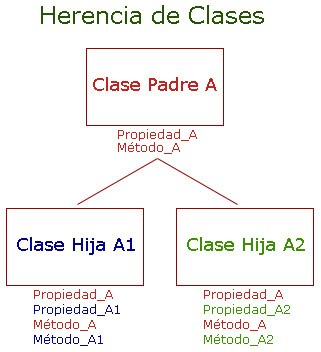 Herencia de Clases
Clase Padre A
Propiedad_A
Método_A
Clase Hija A1
Propiedad_A
Propiedad_A1
Método_A
Método_A1
Clase Hija A2
Propiedad_A
Propiedad_A2
Método_A
Método_A2